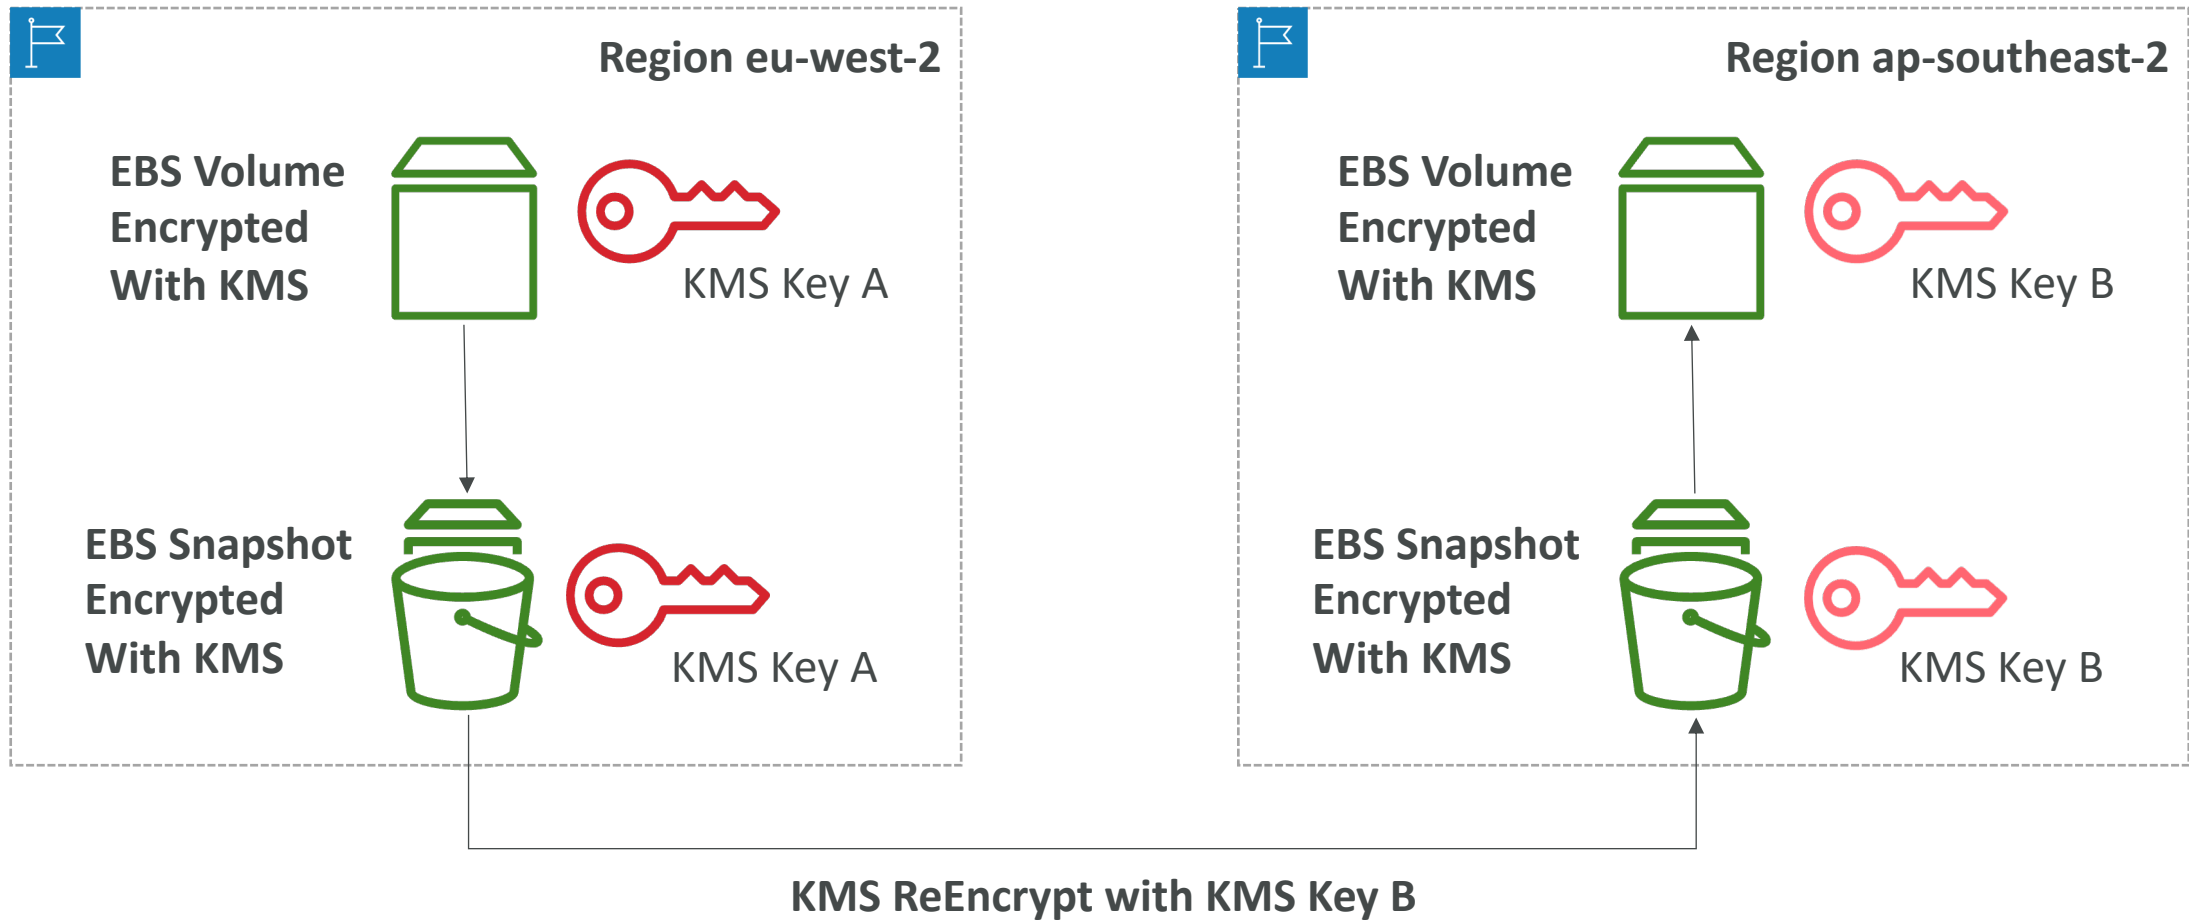 Region eu-west-2
EBS Volume
Encrypted
With KMS
KMS Key A
EBS Snapshot
Encrypted
With KMS
KMS Key A
Region ap-southeast-2
EBS Volume
Encrypted
With KMS
KMS Key B
EBS Snapshot
Encrypted
With KMS
KMS Key B
KMS ReEncrypt with KMS Key B